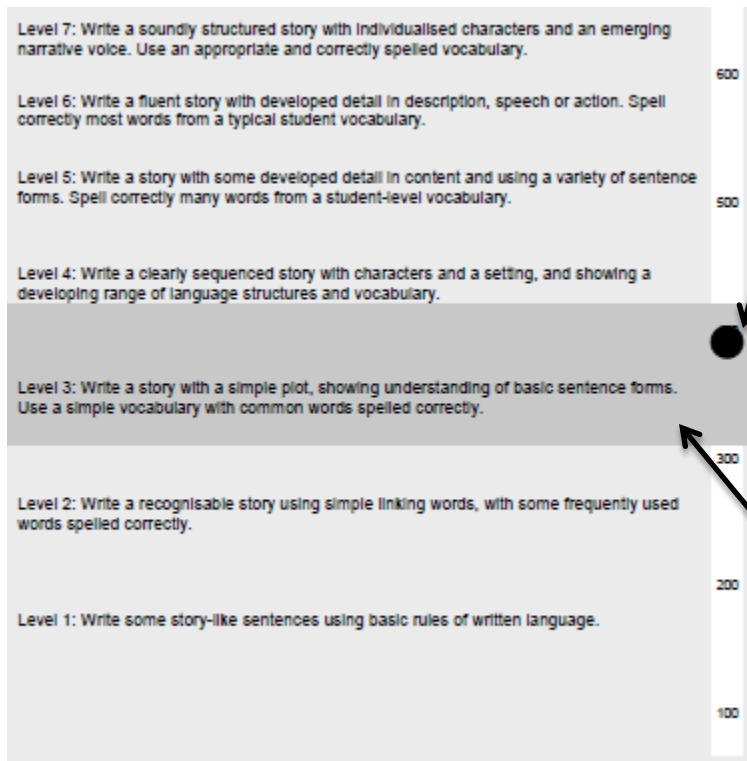 Level 7: Write a soundly structured story with individualised characters and an emerging
narrative voice. Use an appropriate and correctly spelled vocabulary.
600
Level 6: Write a fluent story with developed detail in description, speech or action. Spell
correctly most words from a typical student vocabulary.
Level 5: Write a story with some developed detail in content and using a variety of sentence
forms. Spell correctly many words from a student-level vocabulary.
500
Level 4: Write a clearly sequenced story with characters and a setting, and showing a
developing range of language structures and vocabulary.
Level 3: Write a story with a simple plot, showing understanding of basic sentence forms.
Use a simple vocabulary with common words spelled correctly.
300
Level 2: Write a recognisable story using simple linking words, with some frequently used
words spelled correctly.
200
Level 1: Write some story-like sentences using basic rules of written language.
100